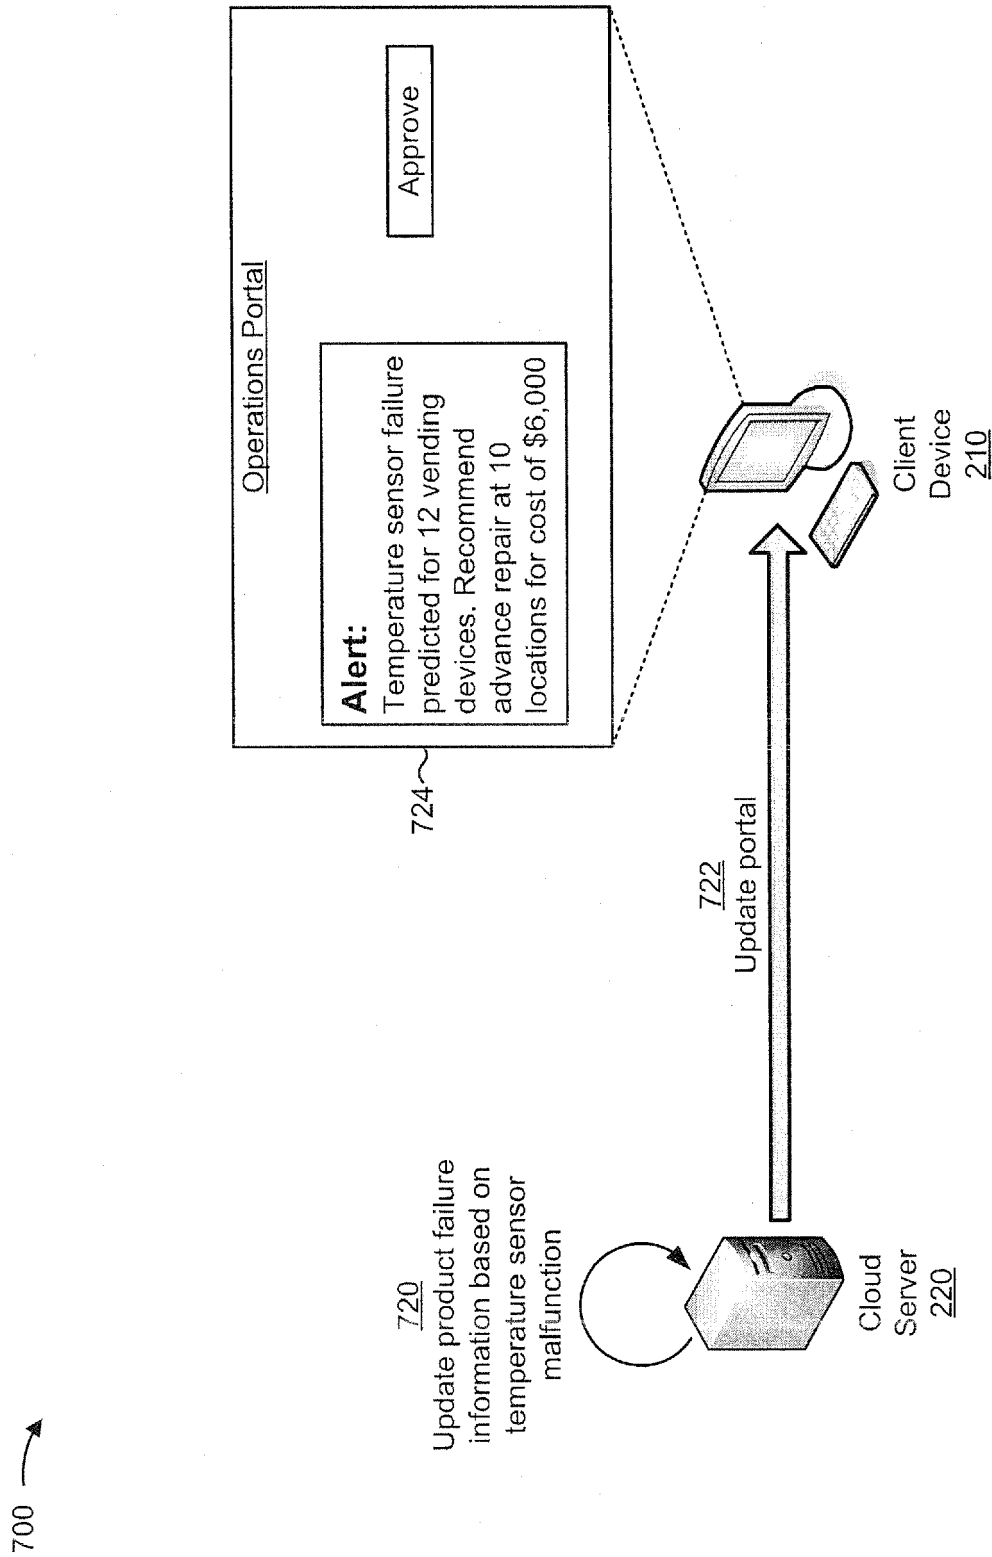 700
720
Update product failure
information based on
temperature sensor
malfunction
Cloud
Server
220
722
Update portal
724
Operations Portal
Alert:
Temperature sensor failure
predicted for 12 vending
devices. Recommend
advance repair at 10
locations for cost of $6,000
Approve
Client
Device
210